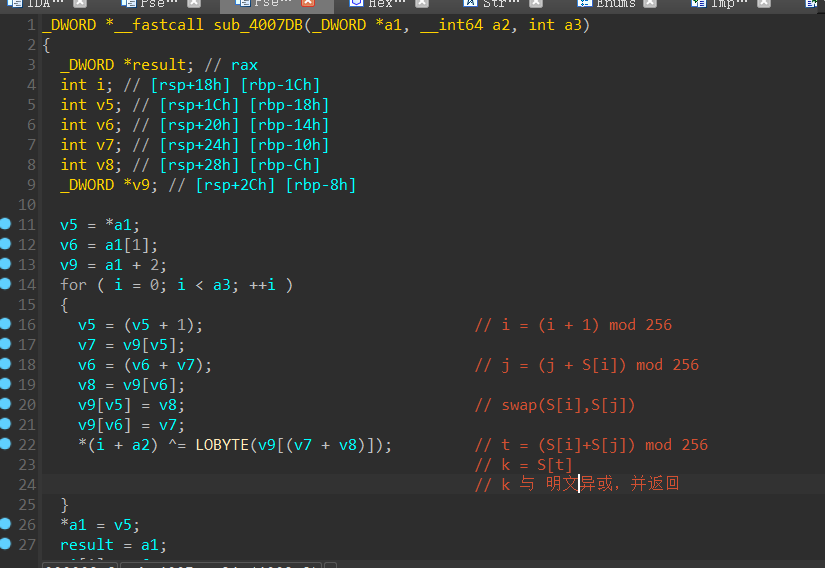 IDA…
Pse…
Pse…
Hex…
Str…
Enums
Imp…
1 _DWORD *__fastcall sub_4007DB(_DWORD *a1, __int64 a2, int a3)
2 {
3 _DWORD *result; // rax
4 int i; // [rsp+18h] [rbp-1Ch]
5 int v5; // [rsp+1Ch] [rbp-18h]
6 int v6; // [rsp+20h] [rbp-14h]
7 int v7; // [rsp+24h] [rbp-10h]
8 int v8; // [rsp+28h] [rbp-Ch]
9 _DWORD *v9; // [rsp+2Ch] [rbp-8h]
10
11 v5 = *a1;
12 v6 = a1[1];
13 v9 = a1 + 2;
14 for ( i = 0; i < a3; ++i )
15 {
16 v5 = (v5 + 1); // i = (i + 1) mod 256
17 v7 = v9[v5];
18 v6 = (v6 + v7); // j = (j + S[i]) mod 256
19 v8 = v9[v6];
20 v9[v5] = v8; // swap(S[i],S[j])
21 v9[v6] = v7;
22 *(i + a2) ^= LOBYTE(v9[(v7 + v8)]); // t = (S[i]+S[j]) mod 256
23 // k = S[t]
24 // k 与 明文异或，并返回
25 }
26 *a1 = v5;
27 result = a1;